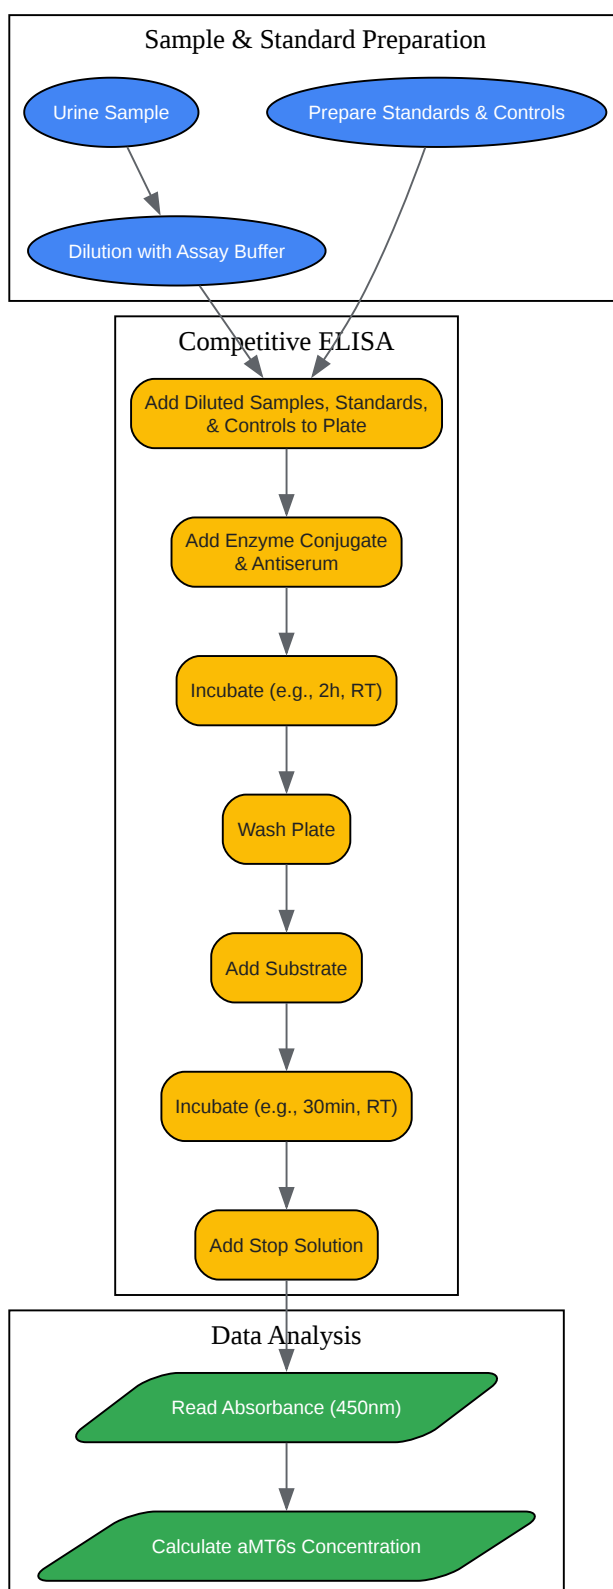 Sample & Standard Preparation
Urine Sample
Prepare Standards & Controls
Dilution with Assay Buffer
Competitive ELISA
Add Diluted Samples, Standards,
& Controls to Plate
Add Enzyme Conjugate
& Antiserum
Incubate (e.g., 2h, RT)
Wash Plate
Add Substrate
Incubate (e.g., 30min, RT)
Add Stop Solution
Data Analysis
Read Absorbance (450nm)
Calculate aMT6s Concentration